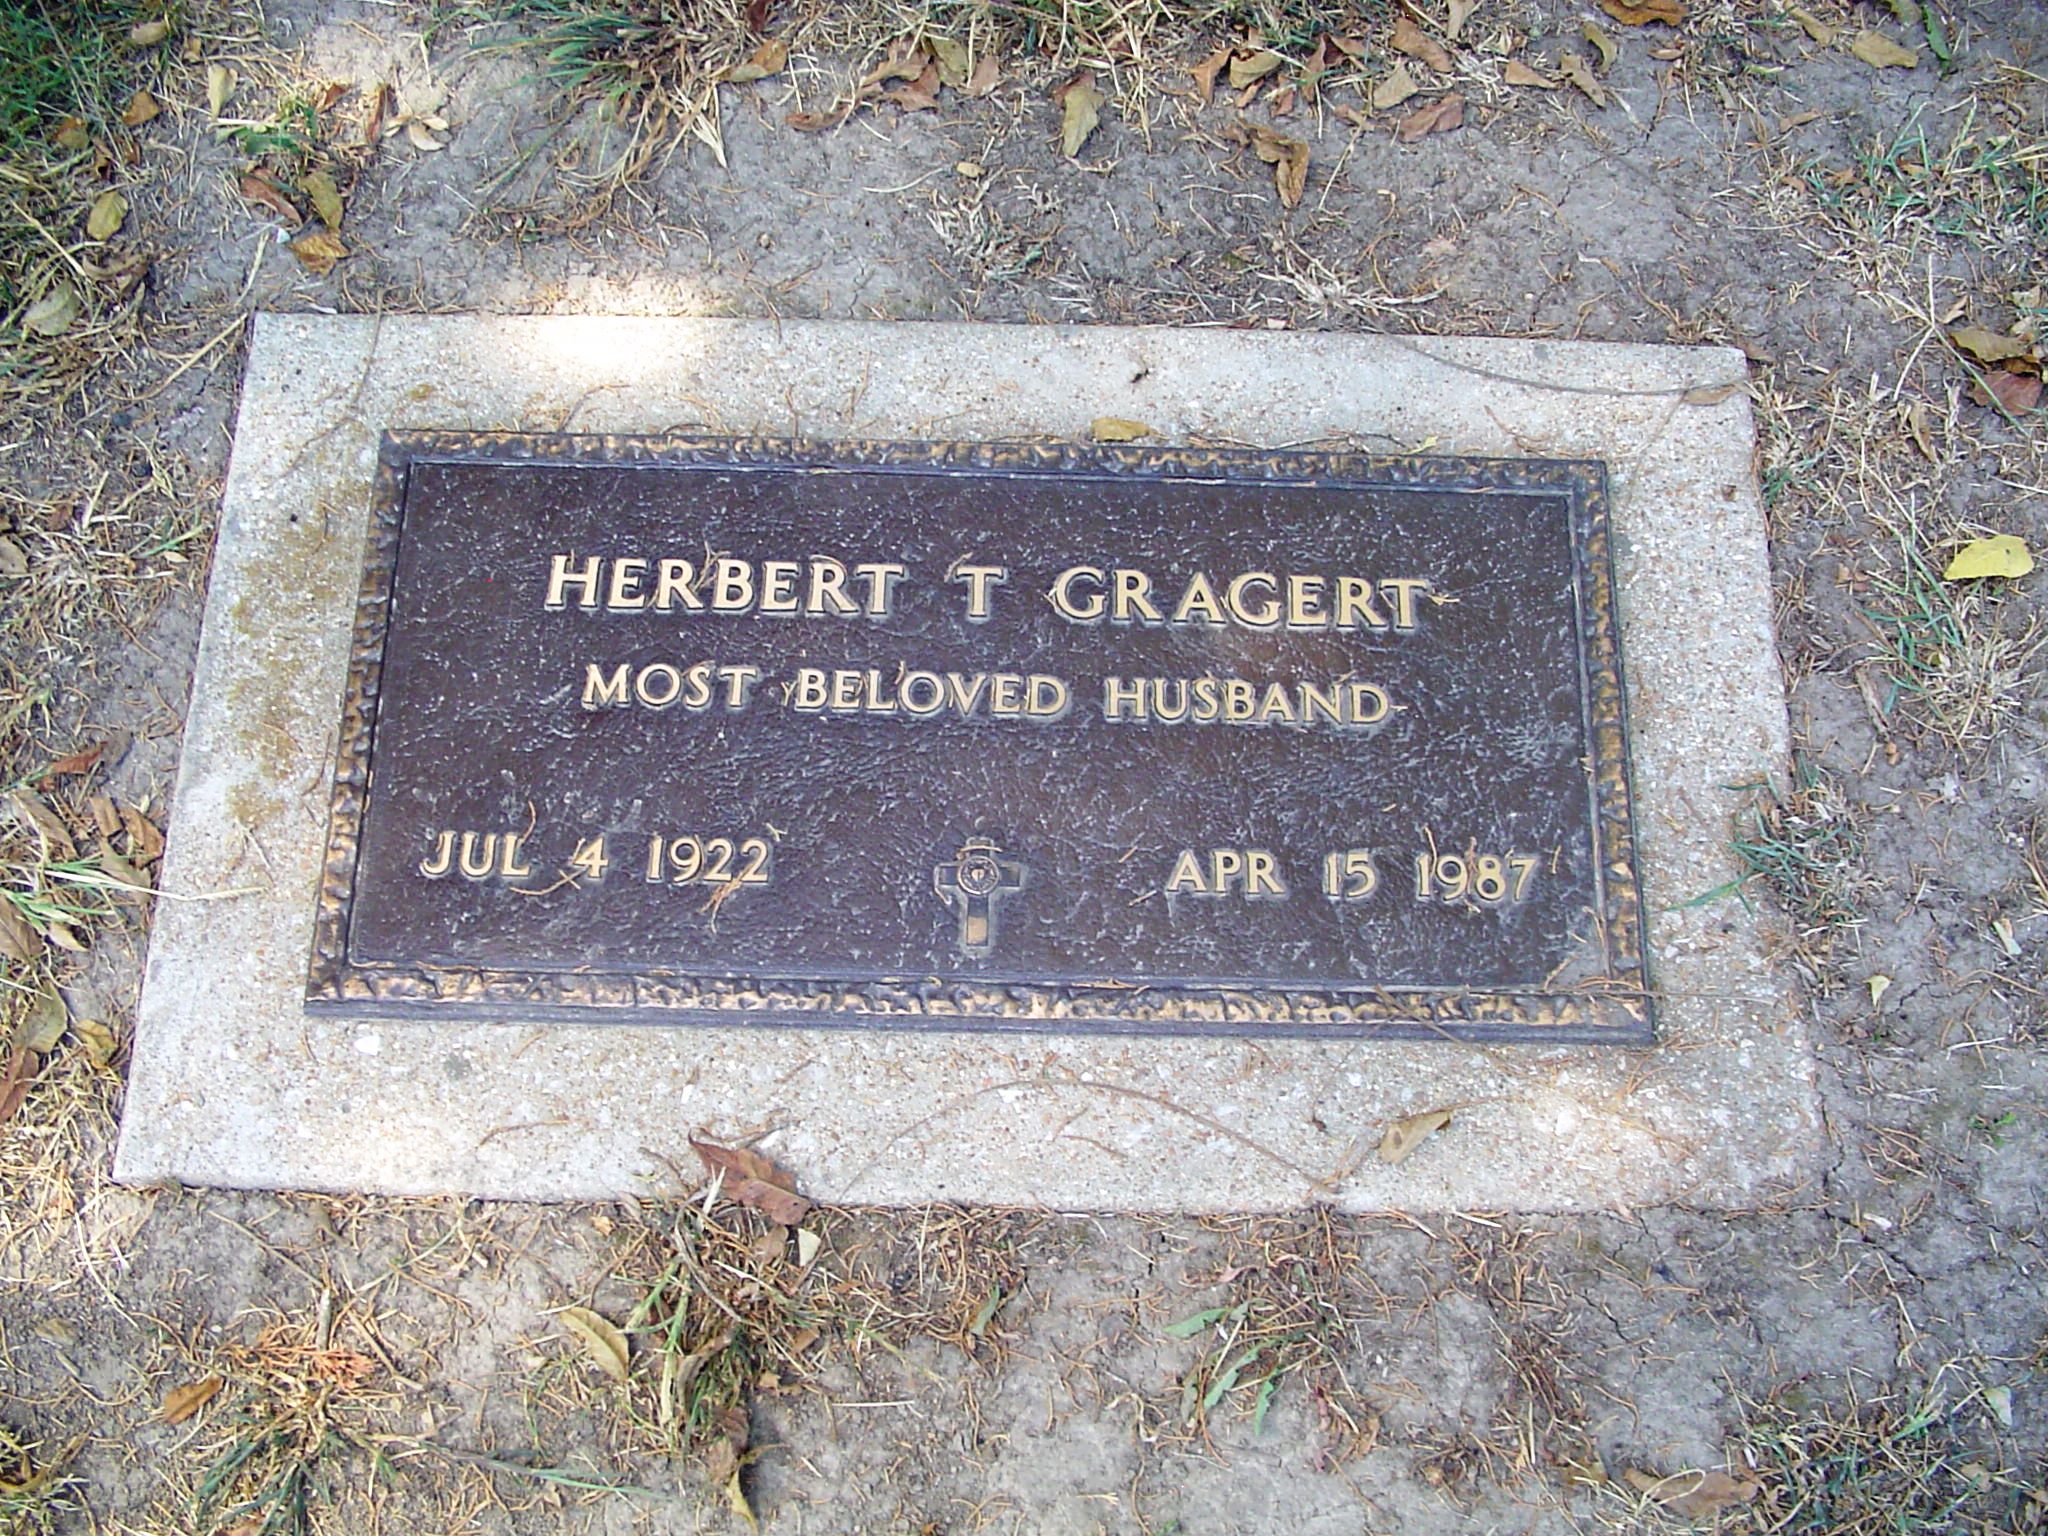 HERBERT T GRAGERT
MOST BELOVED HUSBAND
JUL 4 1922 APR 15 1987